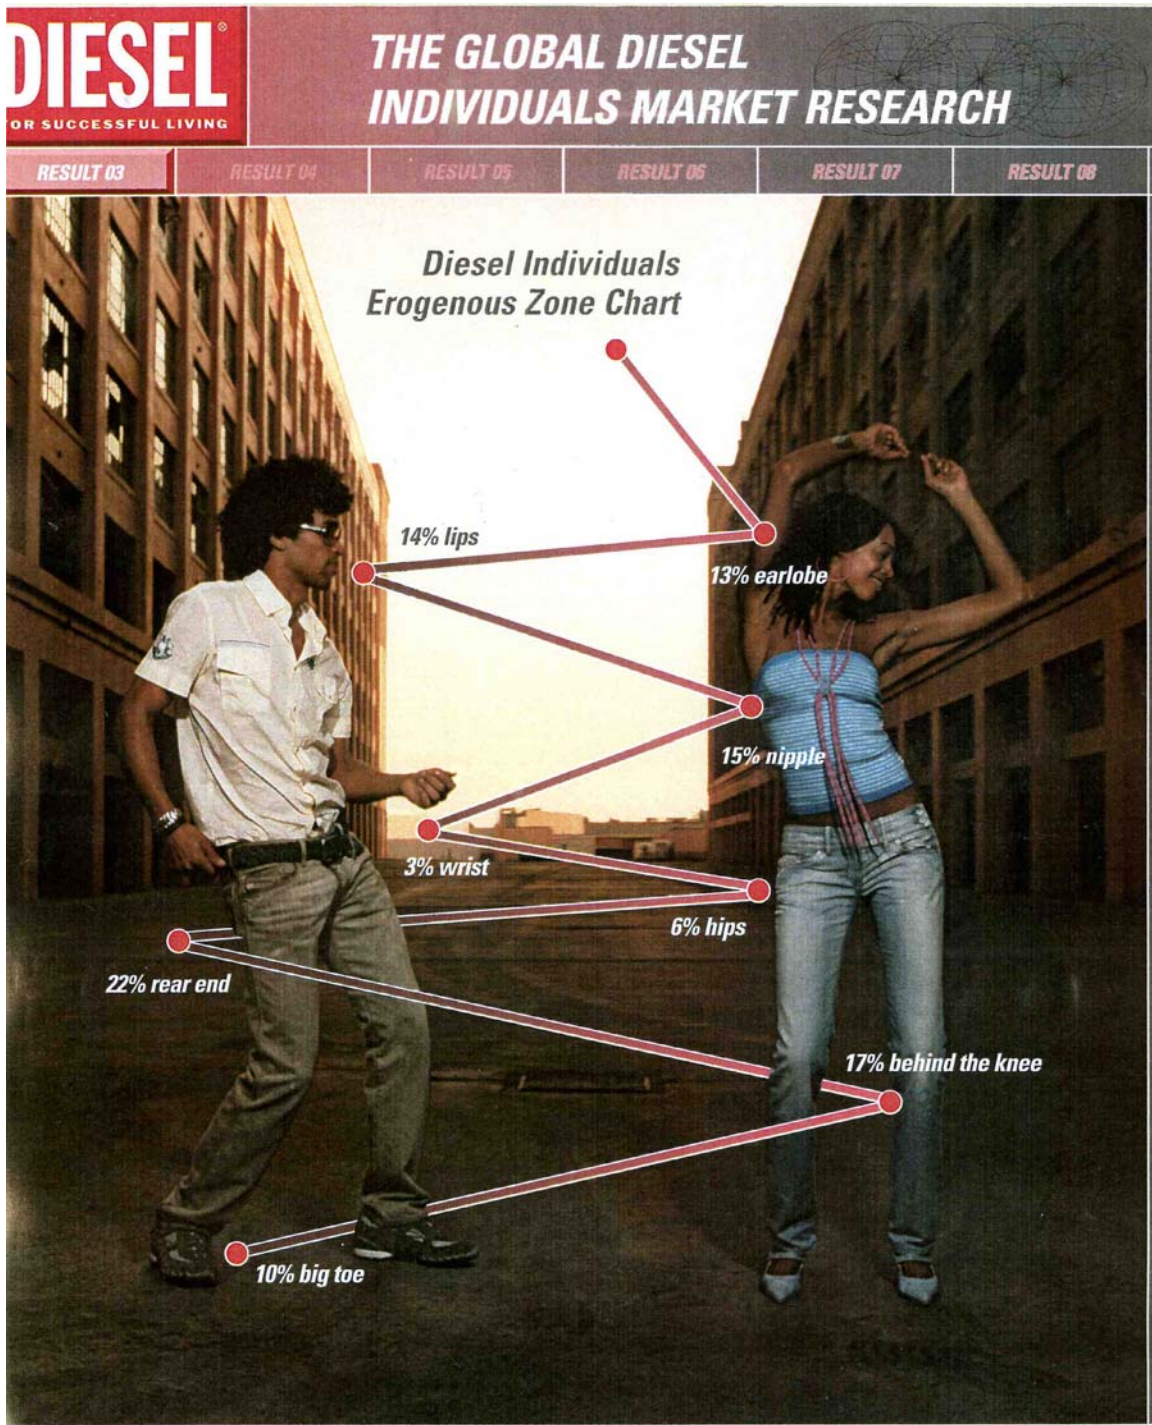 DIESEL®
FOR SUCCESSFUL LIVING
THE GLOBAL DIESEL
INDIVIDUALS MARKET RESEARCH
RESULT 03
RESULT 04
RESULT 05
RESULT 06
RESULT 07
RESULT 08
Diesel Individuals
Erogenous Zone Chart
14% lips
13% earlobe
15% nipple
3% wrist
6% hips
22% rear end
17% behind the knee
10% big toe